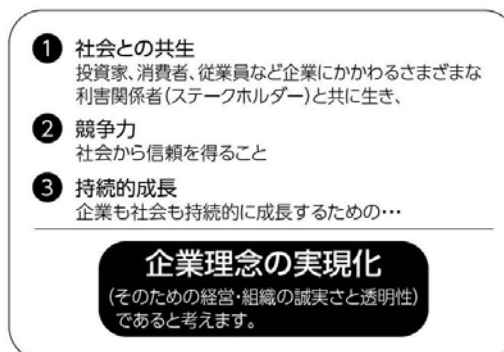 ❶ 社会との共生
投資家、消費者、従業員など企業にかかわるさまざまな
利害関係者(ステークホルダー)と共に生き、
❷ 競争力
社会から信頼を得ること
❸ 持続的成長
企業も社会も持続的に成長するための…
企業理念の実現化
(そのための経営・組織の誠実さと透明性)
であると考えます。